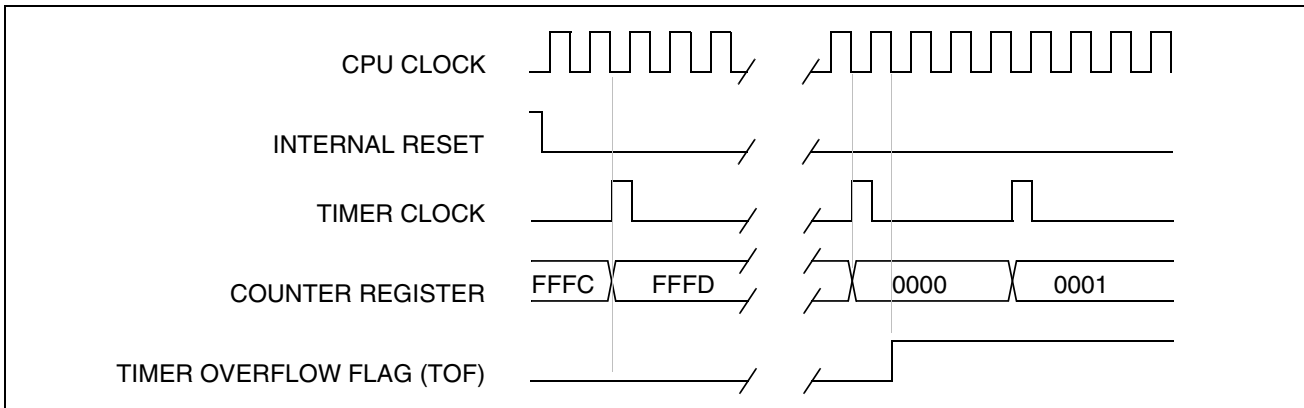 CPU CLOCK
INTERNAL RESET
TIMER CLOCK
COUNTER REGISTER FFFC FFFD 0000 0001
TIMER OVERFLOW FLAG (TOF)